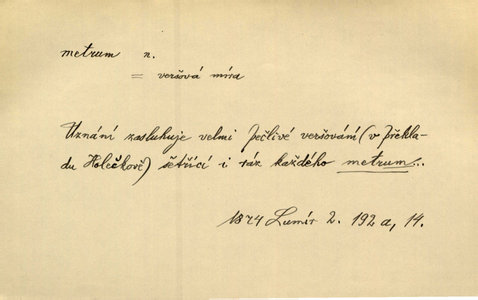 metrum n.
= veršová míra
Uznání zasluhuje velmi pečlivé veršování (v překla-
du Holečkově) šetřící i ráz každého metrum..
1874 Lumír 2. 192a, 14.